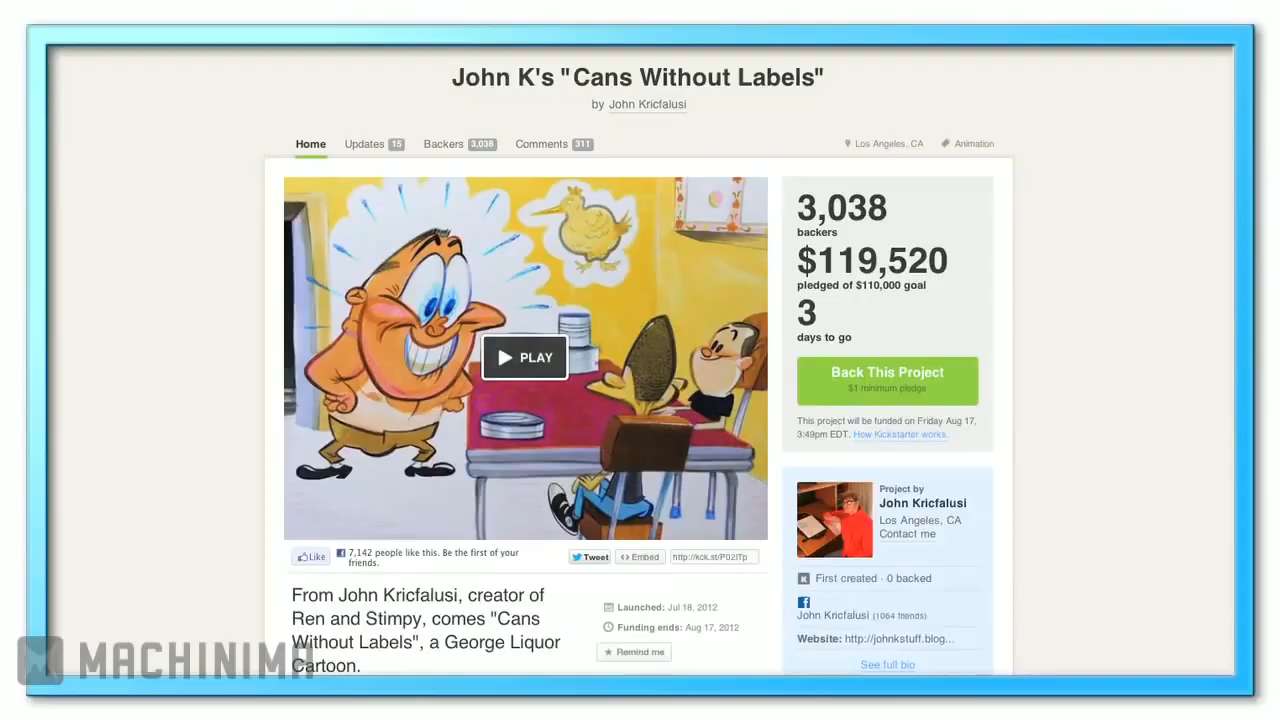 John K's "Cans Without Labels"
by John Kricfalusi
Home Updates 15 Backers 3,038 Comments 311
Los Angeles, CA Animation
PLAY
3,038
backers
$119,520
pledged of $110,000 goal
3
days to go
Back This Project
$1 minimum pledge
This project will be funded on Friday Aug 17,
3:49pm EDT. How Kickstarter works.
Project by
John Kricfalusi
Los Angeles, CA
Contact me
First created · 0 backed
John Kricfalusi (1064 friends)
Website: http://johnkstuff.blog...
See full bio
Like
7,142 people like this. Be the first of your
friends.
Tweet
Embed
http://kck.st/P02ITp
From John Kricfalusi, creator of
Ren and Stimpy, comes "Cans
Without Labels", a George Liquor
Cartoon.
Launched: Jul 18, 2012
Funding ends: Aug 17, 2012
Remind me
MACHINIMA